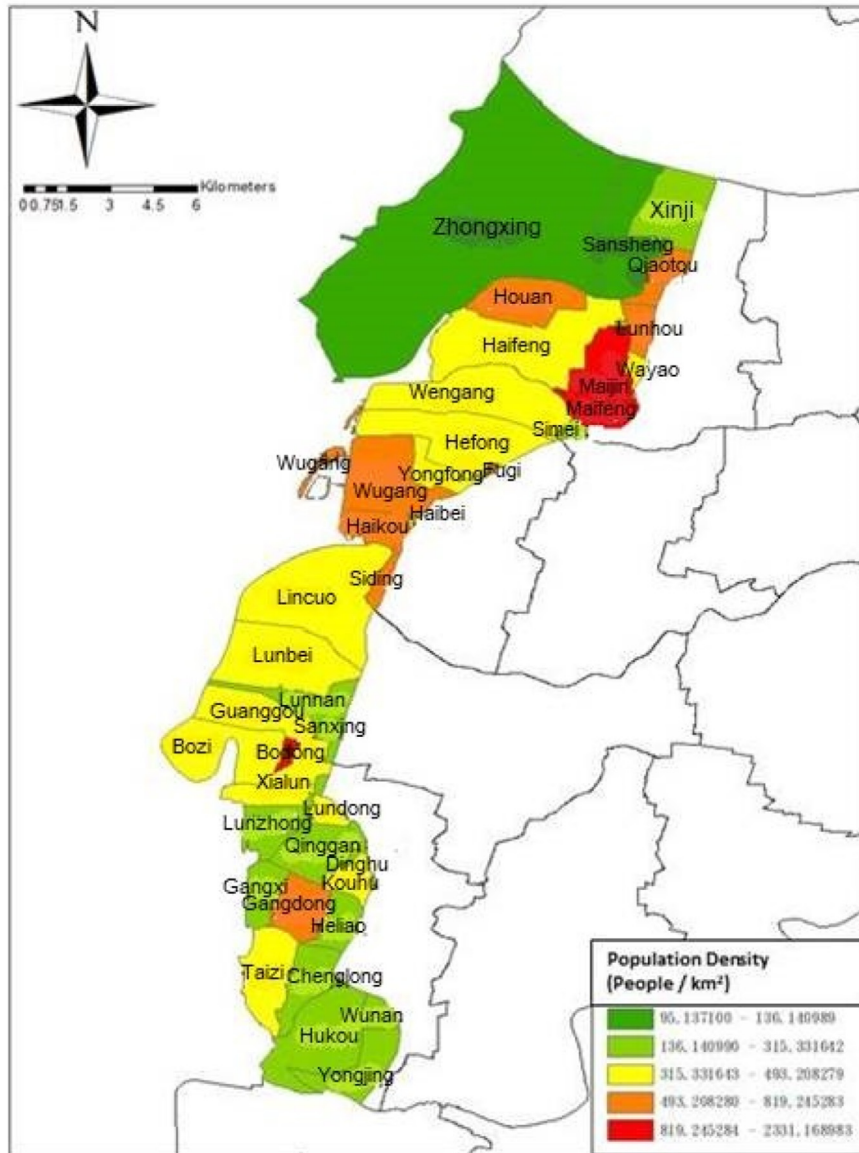 N
Kilometers
0 0.75 1.5 3 4.5 6
Xinji
Zhongxing
Sansheng
Qjaotou
Houan
Lunhou
Haifeng
Wayao
Maijin
Wengang
Maifeng
Simei
Hefong
Wugang
Yongfong
Fugi
Wugang
Haibei
Haikou
Siding
Lincuo
Lunbei
Lunnan
Guanggou
Sanxing
Bozi
Bodong
Xialun
Lundong
Lunzhong
Qinggan
Dinghu
Kouhu
Gangxi
Gangdong
Heliao
Taizi
Chenglong
Wunan
Hukou
Yongjing
Population Density
(People / km²)
95.137100 - 136.140989
136.140990 - 315.331642
315.331643 - 493.208279
493.208280 - 819.245283
819.245284 - 2331.168983